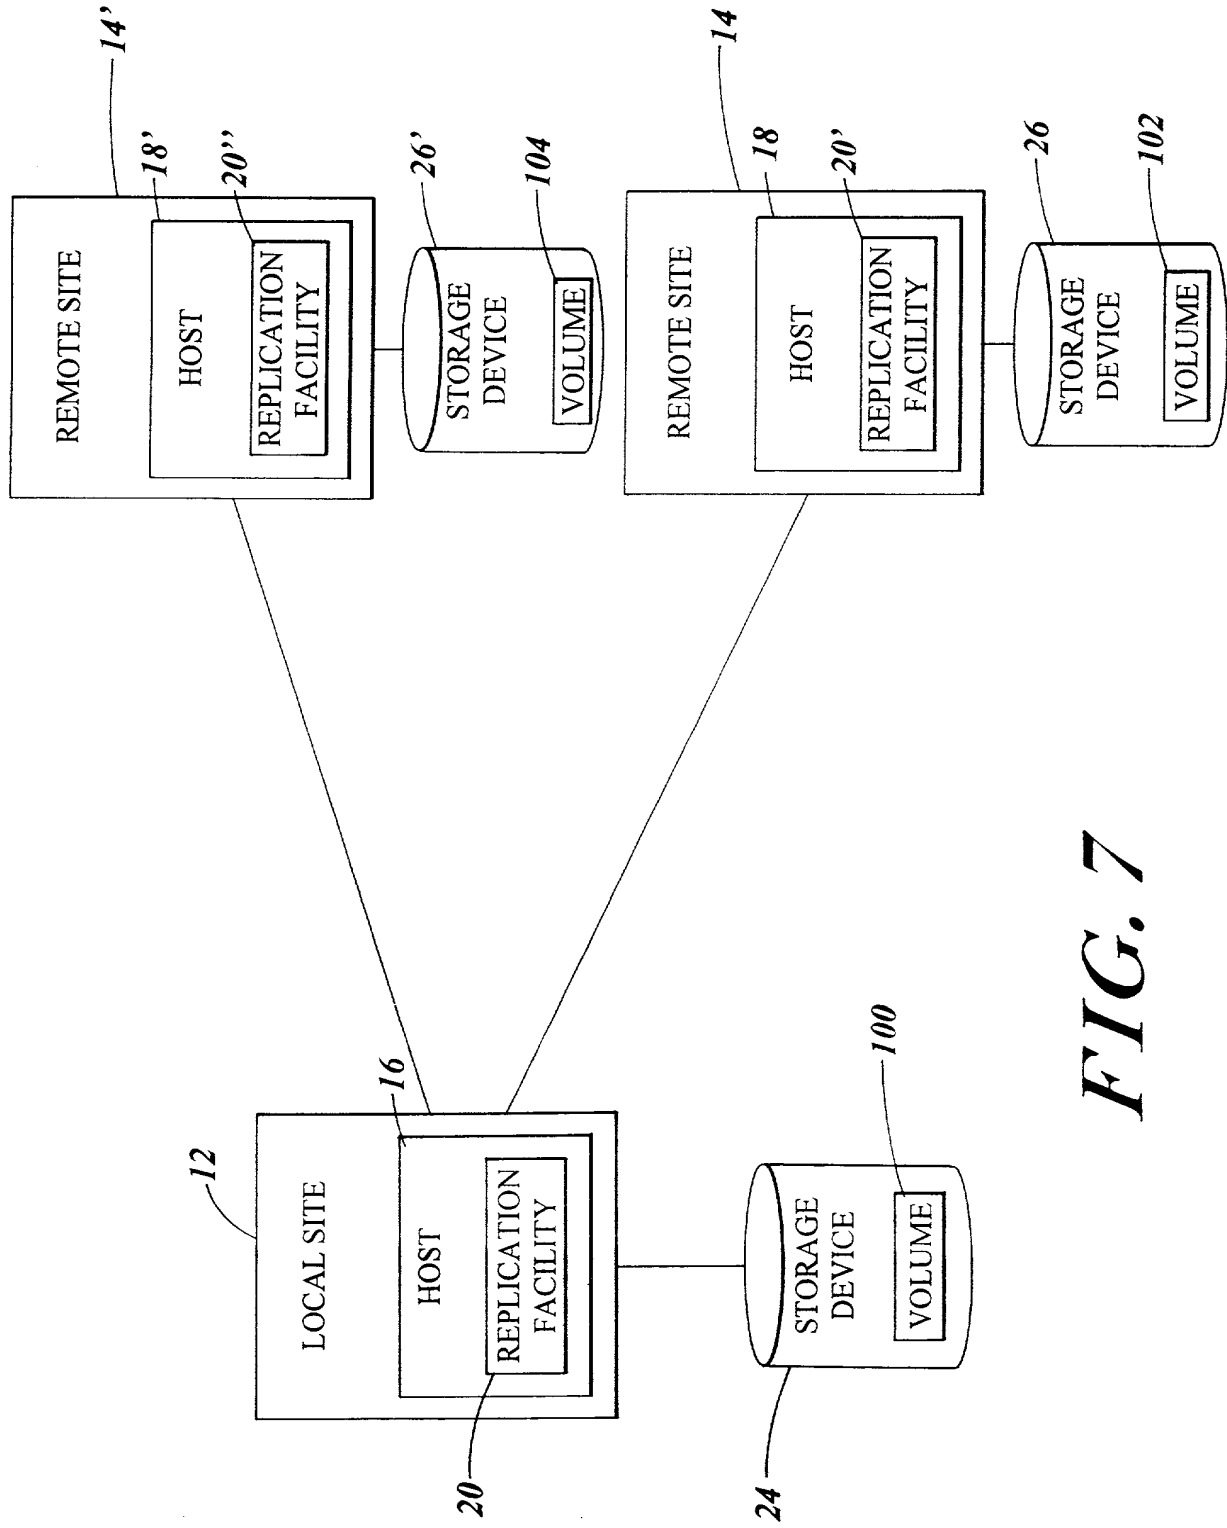 14'
REMOTE SITE
18'
HOST
20''
REPLICATION
FACILITY
26'
STORAGE
DEVICE
104
VOLUME
14
REMOTE SITE
18
HOST
20'
REPLICATION
FACILITY
26
STORAGE
DEVICE
102
VOLUME
12
LOCAL SITE
16
HOST
20
REPLICATION
FACILITY
24
STORAGE
DEVICE
100
VOLUME
FIG. 7